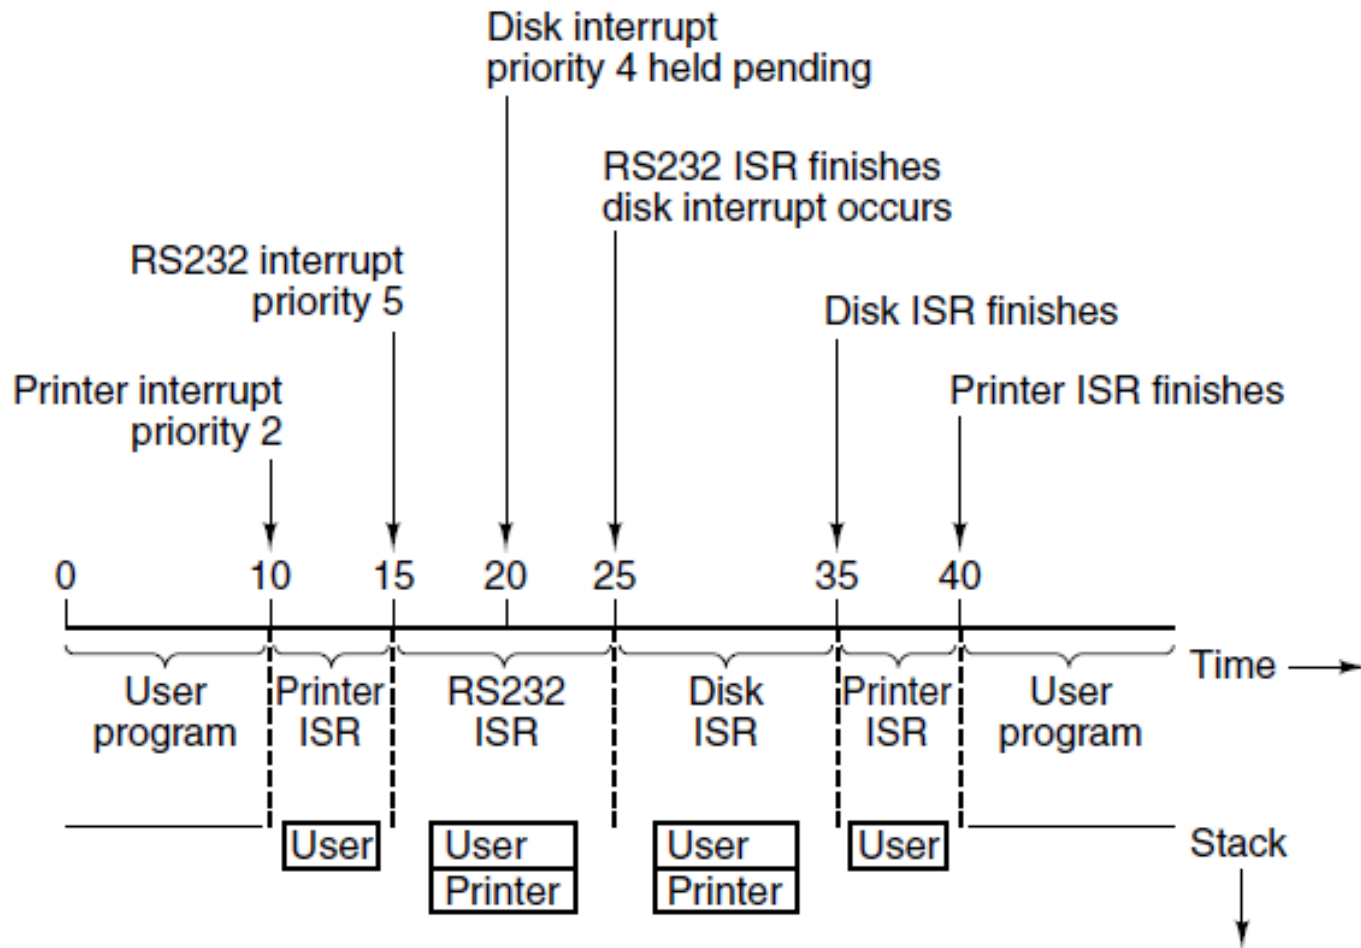 Disk interrupt
priority 4 held pending
RS232 ISR finishes
disk interrupt occurs
RS232 interrupt
priority 5
Disk ISR finishes
Printer interrupt
priority 2
Printer ISR finishes
0 10 15 20 25 35 40
Time
User
program
Printer
ISR
RS232
ISR
Disk
ISR
Printer
ISR
User
program
User
User
Printer
User
Printer
User
Stack